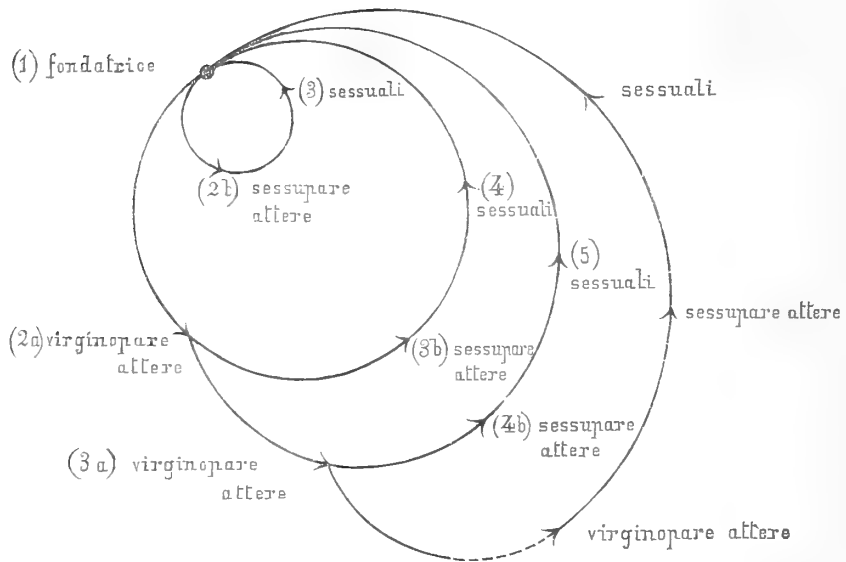 (1) fondatrice
(3) sessuali
sessuali
(2b) sessupare
attere
(4)
sessuali
(5)
sessuali
sessupare attere
(2a) virginopare
attere
(3b) sessupare
attere
(4b) sessupare
attere
(3a) virginopare
attere
virginopare attere